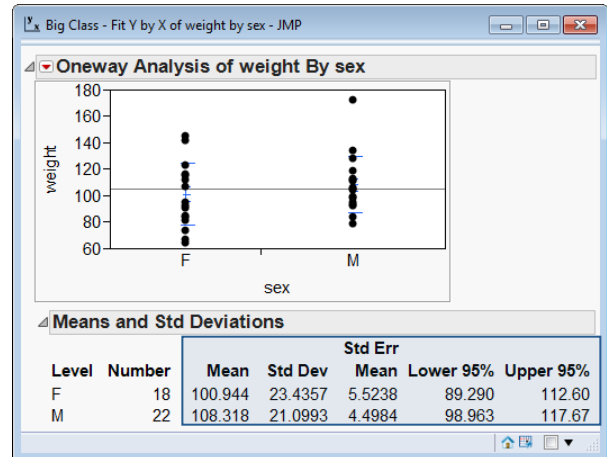 Big Class - Fit Y by X of weight by sex - JMP
Oneway Analysis of weight By sex
180
160
140
120
100
80
60
weight
F M
sex
Means and Std Deviations
Std Err
Level Number Mean Std Dev Mean Lower 95% Upper 95%
F 18 100.944 23.4357 5.5238 89.290 112.60
M 22 108.318 21.0993 4.4984 98.963 117.67